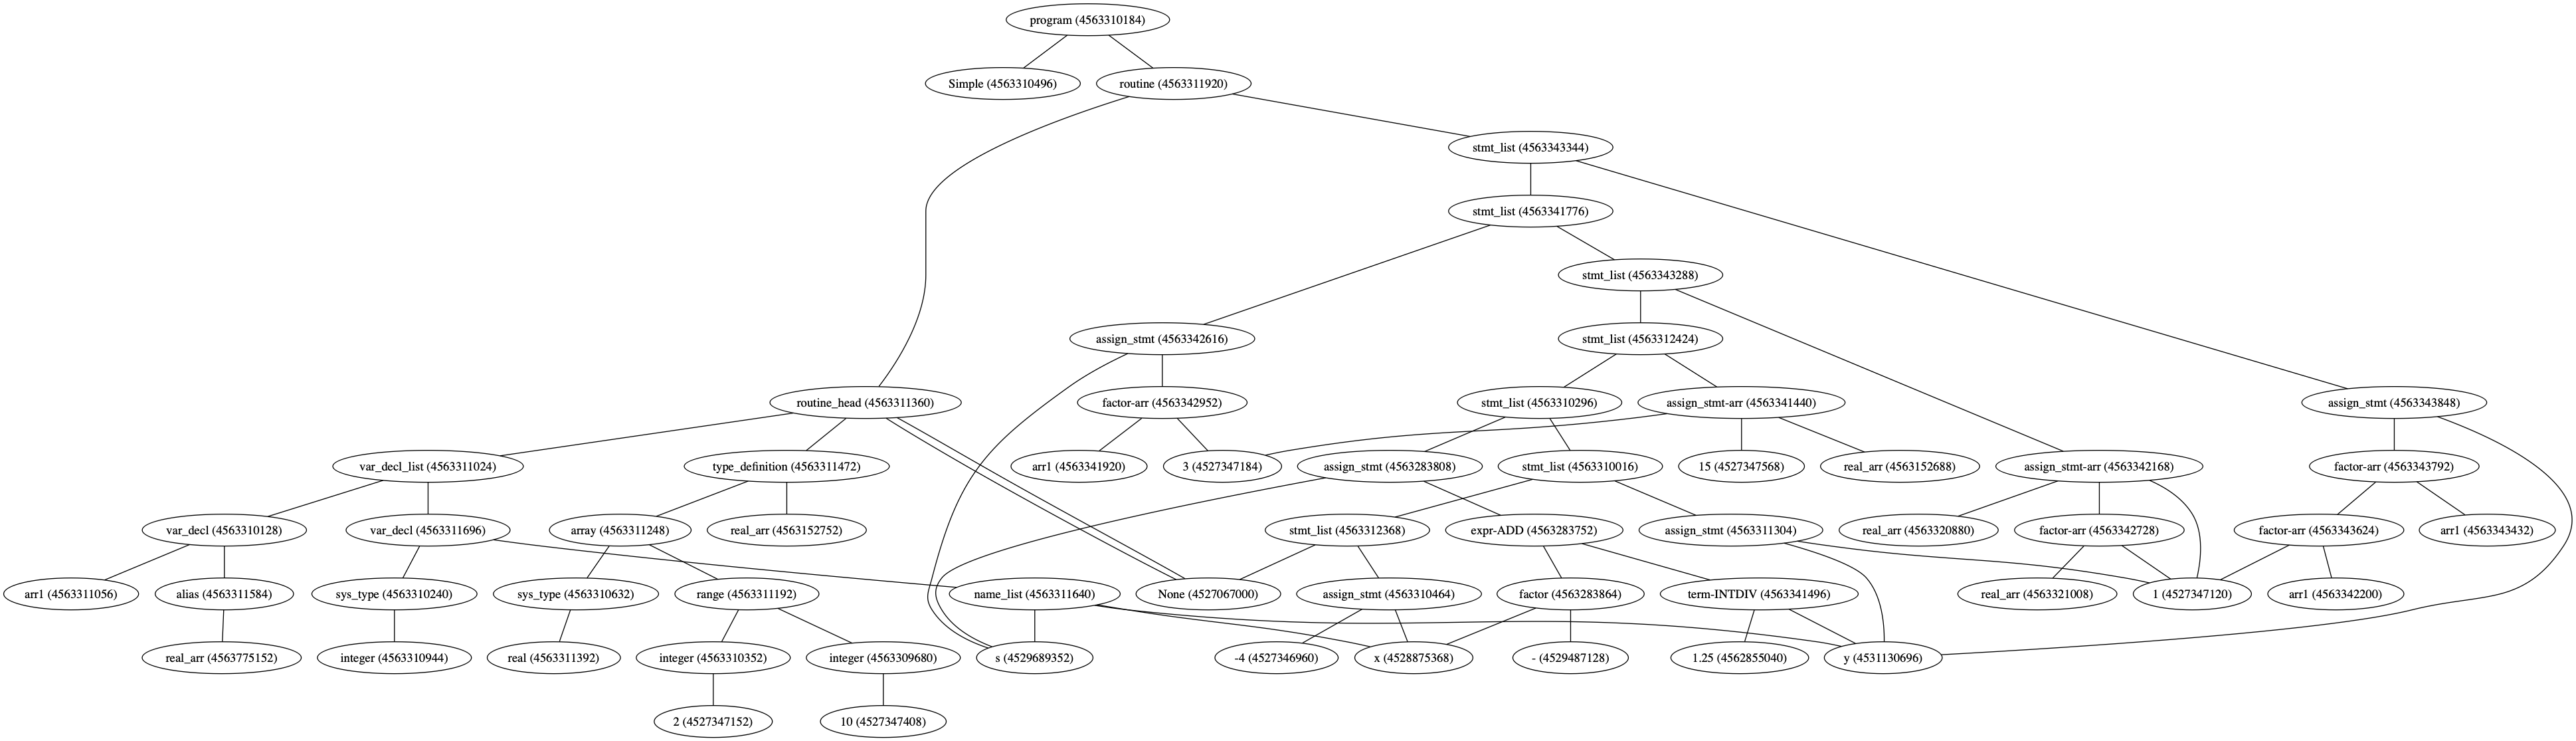 program (4563310184)
Simple (4563310496)
routine (4563311920)
stmt_list (4563343344)
stmt_list (4563341776)
stmt_list (4563343288)
assign_stmt (4563342616)
stmt_list (4563312424)
routine_head (4563311360)
factor-arr (4563342952)
stmt_list (4563310296)
assign_stmt-arr (4563341440)
assign_stmt (4563343848)
var_decl_list (4563311024)
type_definition (4563311472)
arr1 (4563341920)
3 (4527347184)
assign_stmt (4563283808)
stmt_list (4563310016)
15 (4527347568)
real_arr (4563152688)
assign_stmt-arr (4563342168)
factor-arr (4563343792)
var_decl (4563310128)
var_decl (4563311696)
array (4563311248)
real_arr (4563152752)
stmt_list (4563312368)
expr-ADD (4563283752)
assign_stmt (4563311304)
real_arr (4563320880)
factor-arr (4563342728)
factor-arr (4563343624)
arr1 (4563343432)
arr1 (4563311056)
alias (4563311584)
sys_type (4563310240)
sys_type (4563310632)
range (4563311192)
name_list (4563311640)
None (4527067000)
assign_stmt (4563310464)
factor (4563283864)
term-INTDIV (4563341496)
real_arr (4563321008)
1 (4527347120)
arr1 (4563342200)
real_arr (4563775152)
integer (4563310944)
real (4563311392)
integer (4563310352)
integer (4563309680)
s (4529689352)
-4 (4527346960)
x (4528875368)
- (4529487128)
1.25 (4562855040)
y (4531130696)
2 (4527347152)
10 (4527347408)